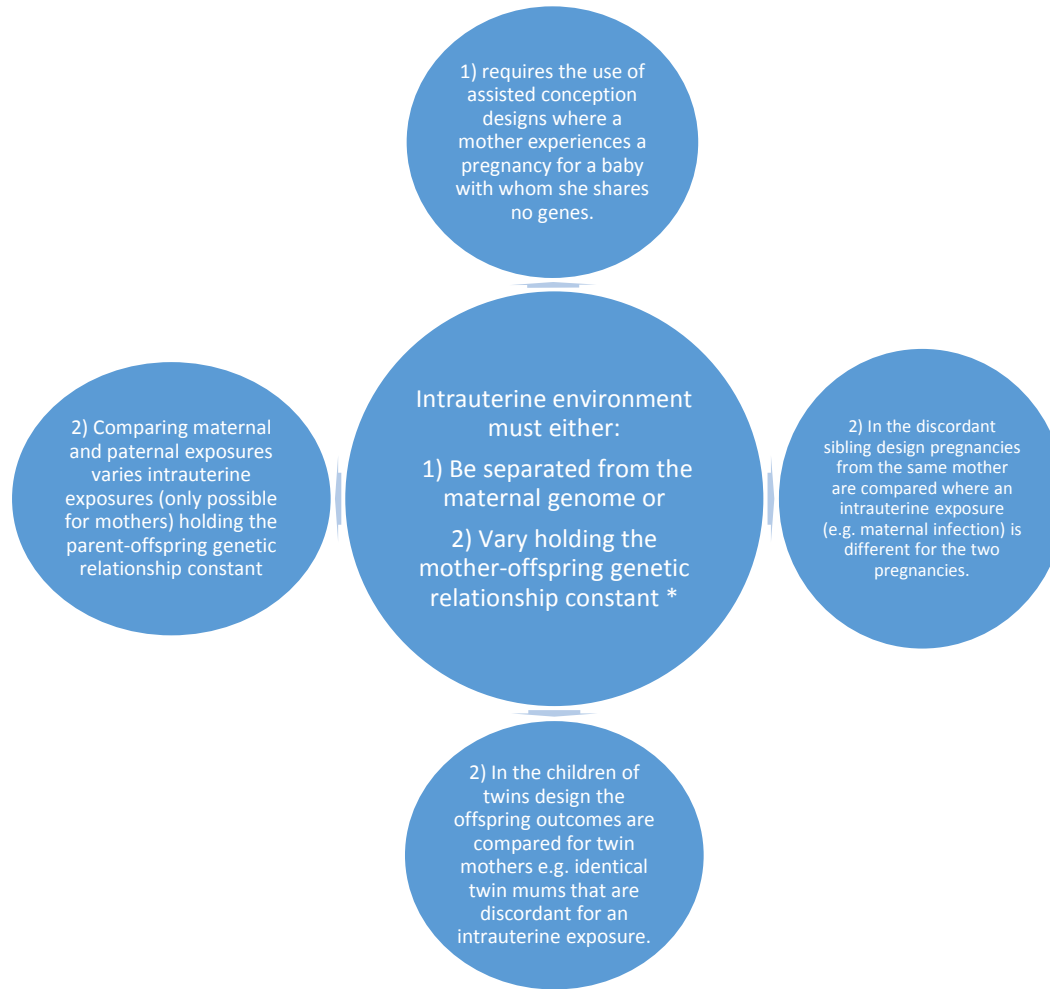 1) requires the use of
assisted conception
designs where a
mother experiences a
pregnancy for a baby
with whom she shares
no genes.
2) Comparing maternal
and paternal exposures
varies intrauterine
exposures (only possible
for mothers) holding the
parent-offspring genetic
relationship constant
Intrauterine environment
must either:
1) Be separated from the
maternal genome or
2) Vary holding the
mother-offspring genetic
relationship constant *
2) In the discordant
sibling design pregnancies
from the same mother
are compared where an
intrauterine exposure
(e.g. maternal infection) is
different for the two
pregnancies.
2) In the children of
twins design the
offspring outcomes are
compared for twin
mothers e.g. identical
twin mums that are
discordant for an
intrauterine exposure.